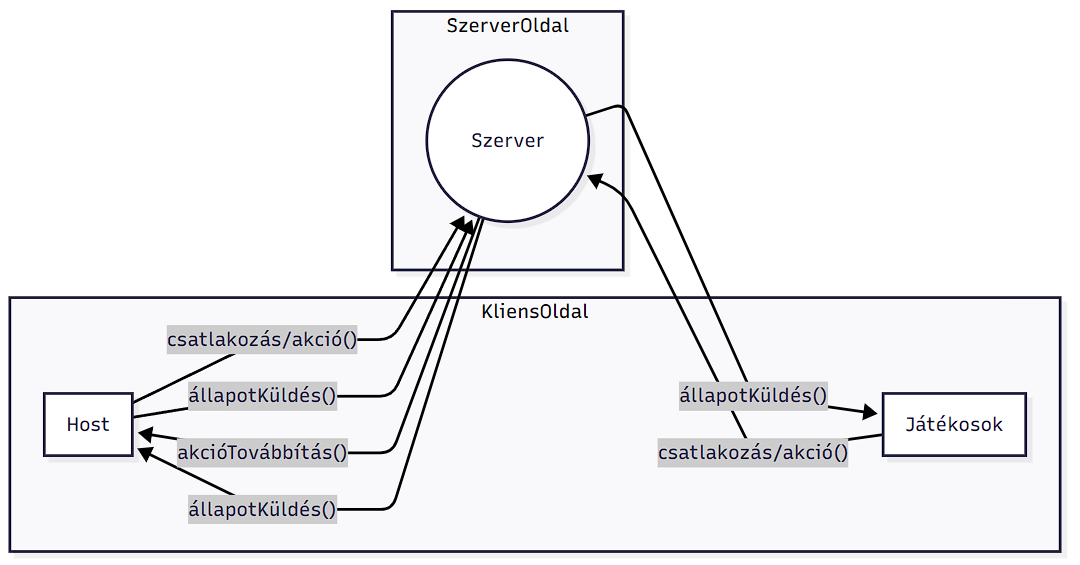 SzerverOldal
Szerver
KliensOldal
csatlakozás/akció()
állapotKüldés()
Host
akcióTovábbítás()
állapotKüldés()
állapotKüldés()
Játékosok
csatlakozás/akció()